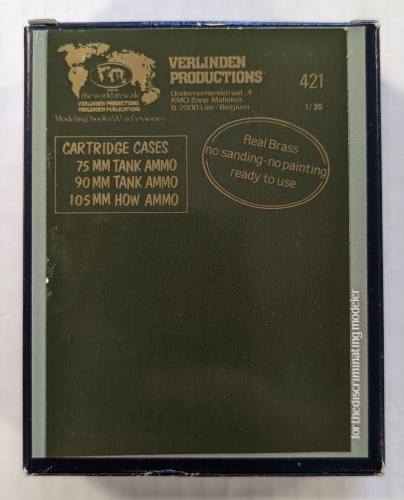 VP
the world in scale
VERLINDEN PRODUCTIONS
VERLINDEN PUBLICATIONS
Modeling books & accessories
VERLINDEN
PRODUCTIONS
Ondernemersstraat ,4
KMO Zone Mallekot
B-2500 Lier/Belgium
421
1/35
CARTRIDGE CASES
75 MM TANK AMMO
90 MM TANK AMMO
105 MM HOW AMMO
Real Brass
no sanding-no painting
ready to use
for the discriminating modeler